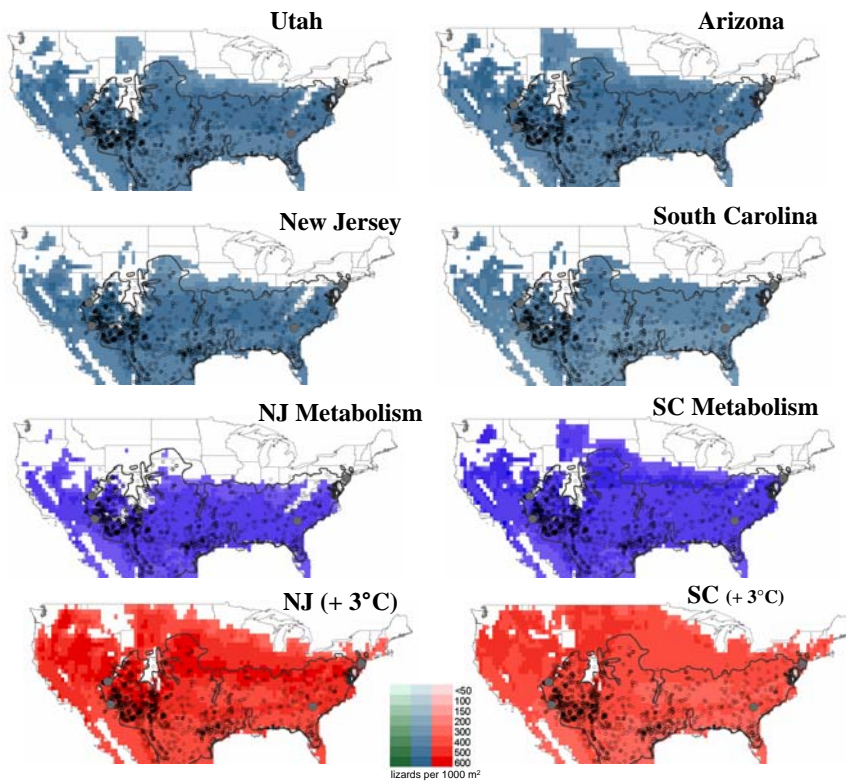 Utah
Arizona
New Jersey
South Carolina
NJ Metabolism
SC Metabolism
NJ (+ 3°C)
SC (+ 3°C)
<50
100
150
200
300
400
500
600
lizards per 1000 m²